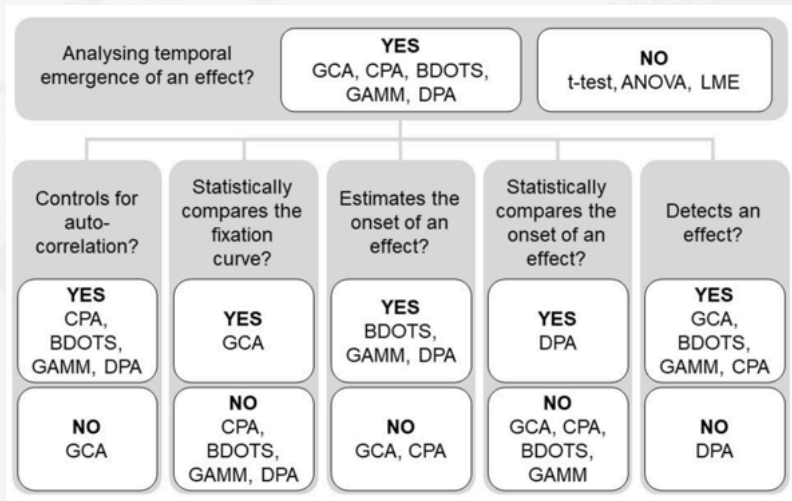 Analysing temporal
emergence of an effect?
YES
GCA, CPA, BDOTS,
GAMM, DPA
NO
t-test, ANOVA, LME
Controls for
auto-
correlation?
YES
CPA,
BDOTS,
GAMM, DPA
NO
GCA
Statistically
compares the
fixation
curve?
YES
GCA
NO
CPA,
BDOTS,
GAMM, DPA
Estimates the
onset of an
effect?
YES
BDOTS,
GAMM, DPA
NO
GCA, CPA
Statistically
compares the
onset of an
effect?
YES
DPA
NO
GCA, CPA,
BDOTS,
GAMM
Detects an
effect?
YES
GCA,
BDOTS,
GAMM, CPA
NO
DPA